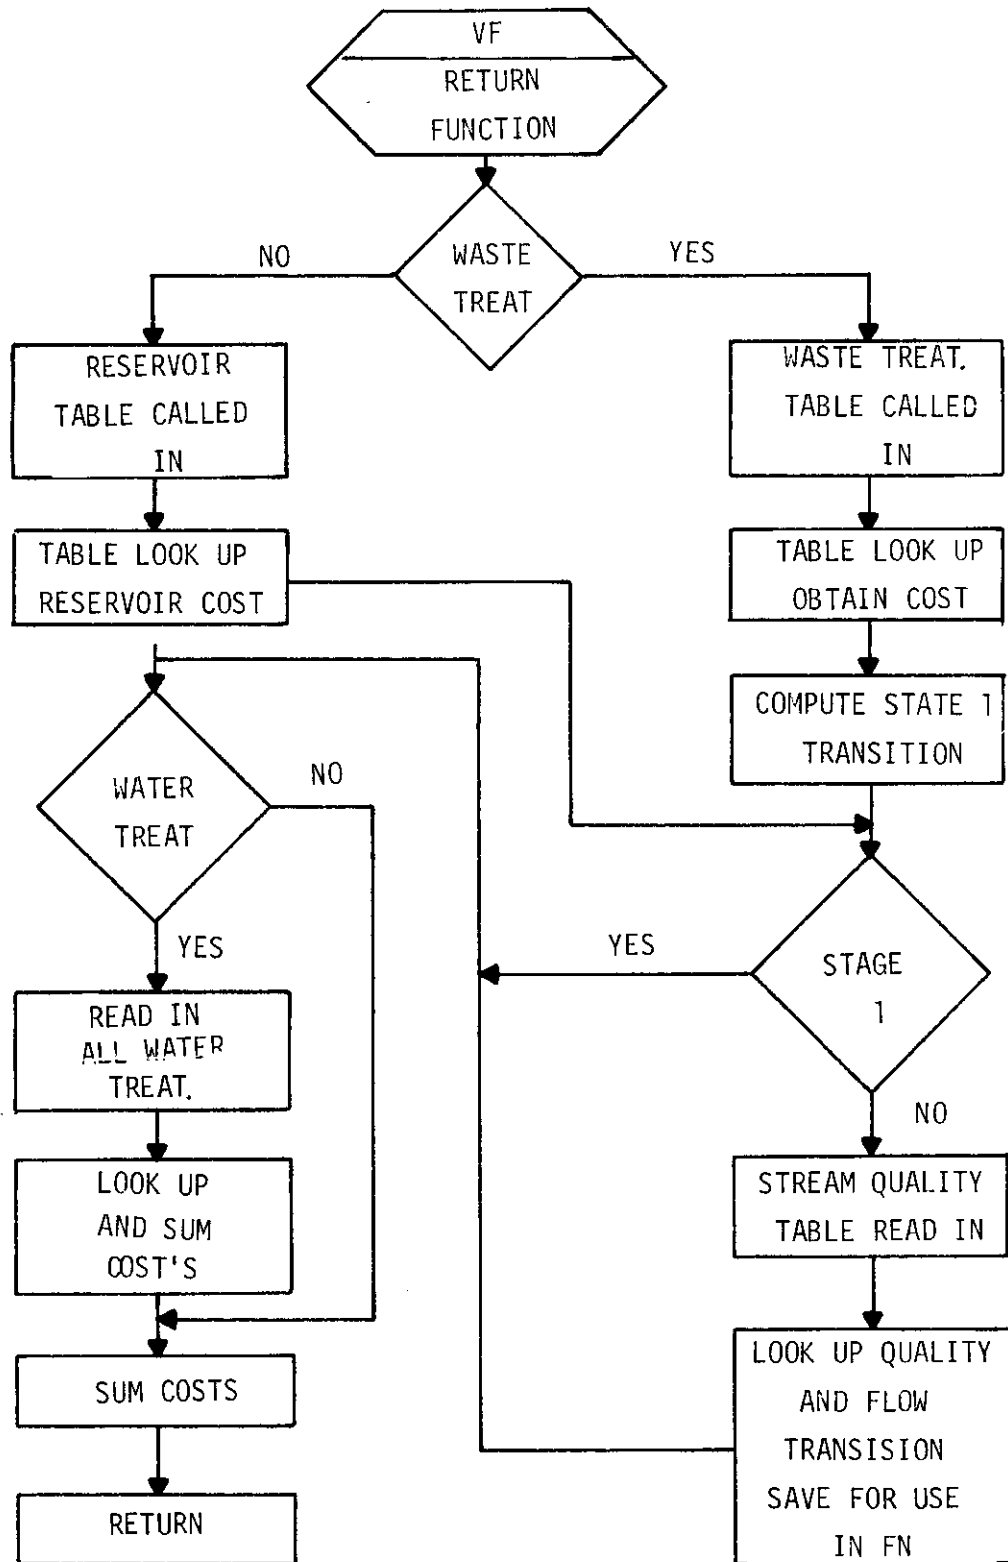 VF
RETURN
FUNCTION
WASTE
TREAT
NO
YES
RESERVOIR
TABLE CALLED
IN
WASTE TREAT.
TABLE CALLED
IN
TABLE LOOK UP
RESERVOIR COST
TABLE LOOK UP
OBTAIN COST
COMPUTE STATE 1
TRANSITION
WATER
TREAT
NO
YES
STAGE
1
YES
NO
READ IN
ALL WATER
TREAT.
STREAM QUALITY
TABLE READ IN
LOOK UP
AND SUM
COST'S
LOOK UP QUALITY
AND FLOW
TRANSISION
SAVE FOR USE
IN FN
SUM COSTS
RETURN